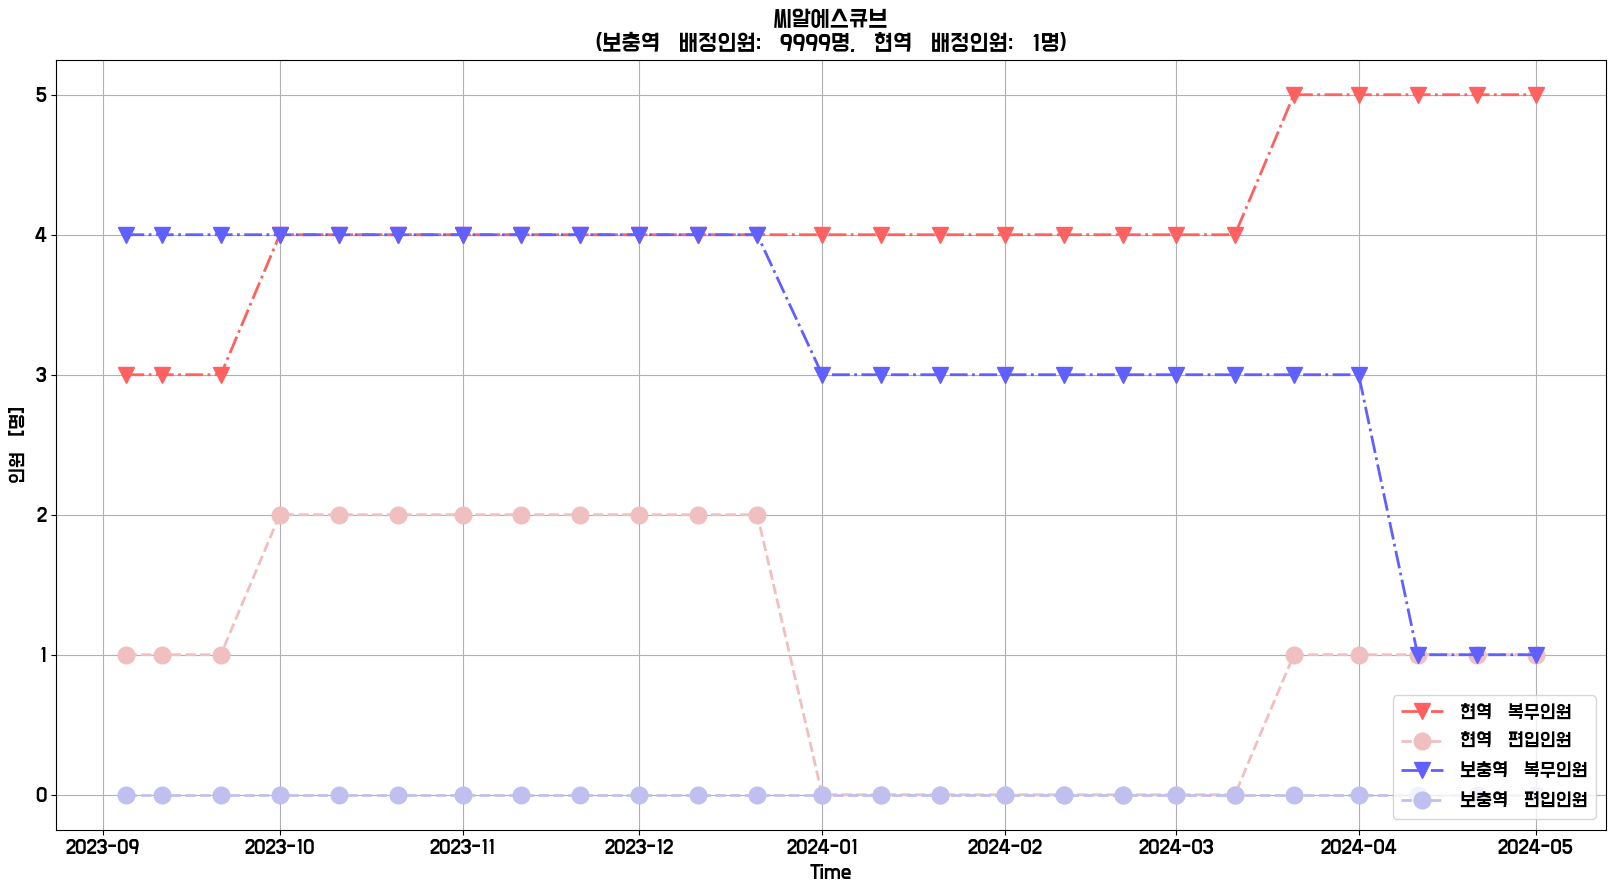 씨알에스큐브
(보충역 배정인원: 9999명, 현역 배정인원: 1명)
인원 [명]
5
4
3
2
1
0
2023-09 2023-10 2023-11 2023-12 2024-01 2024-02 2024-03 2024-04 2024-05
Time
현역 복무인원
현역 편입인원
보충역 복무인원
보충역 편입인원